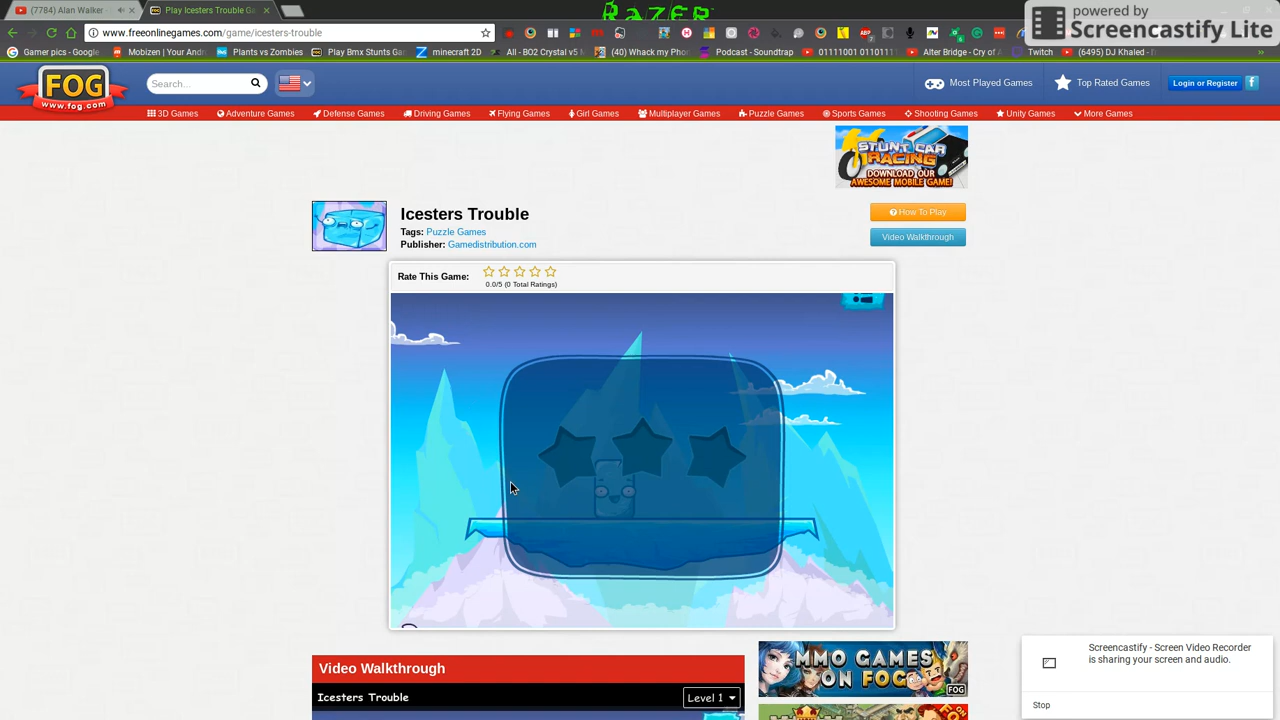 (7784) Alan Walker -
Play Icesters Trouble G
RAZER
powered by
Screencastify Lite
www.freeonlinegames.com/game/icesters-trouble
Gamer pics - Google
Mobizen | Your And
Plants vs Zombies
Play Bmx Stunts Ga
minecraft 2D
All - BO2 Crystal v5
(40) Whack my Pho
Podcast - Soundtrap
01111001 0110111
Alter Bridge - Cry of A
Twitch
(6495) DJ Khaled - I'
FOG
www.fog.com
Search...
Most Played Games
Top Rated Games
Login or Register
3D Games
Adventure Games
Defense Games
Driving Games
Flying Games
Girl Games
Multiplayer Games
Puzzle Games
Sports Games
Shooting Games
Unity Games
More Games
STUNT CAR
RACING
DOWNLOAD OUR
AWESOME MOBILE GAME!
Icesters Trouble
Tags: Puzzle Games
Publisher: Gamedistribution.com
How To Play
Video Walkthrough
Rate This Game:
0.0/5 (0 Total Ratings)
Video Walkthrough
Icesters Trouble
Level 1
MMO GAMES
ON FOG
FOG
Screencastify - Screen Video Recorder
is sharing your screen and audio.
Stop